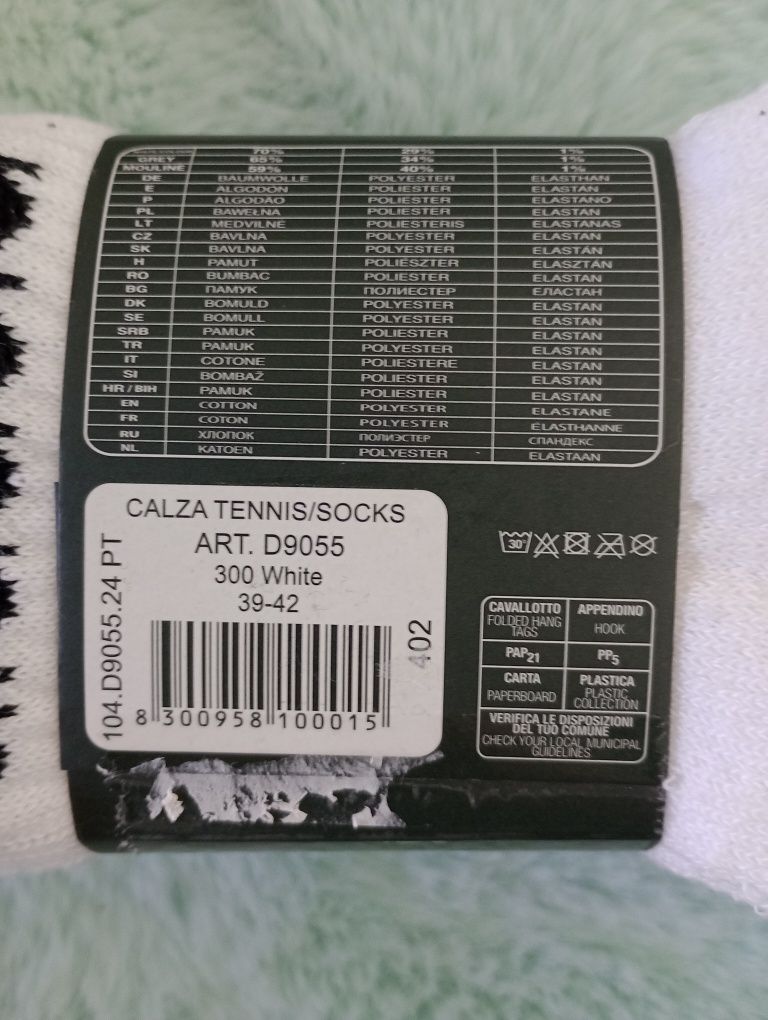 70% 29% 1%
GREY 65% 34% 1%
MOULINE 59% 40% 1%
DE BAUMWOLLE POLYESTER ELASTHAN
E ALGODON POLIESTER ELASTÁN
P ALGODÃO POLIESTER ELASTANO
PL BAWEŁNA POLIESTER ELASTAN
LT MEDVILNĖ POLIESTERIS ELASTANAS
CZ BAVLNA POLYESTER ELASTAN
SK BAVLNA POLYESTER ELASTÁN
H PAMUT POLIÉSZTER ELASZTÁN
RO BUMBAC POLIESTER ELASTAN
BG ПАМУК ПОЛИЕСТЕР ЕЛАСТАН
DK BOMULD POLYESTER ELASTAN
SE BOMULL POLYESTER ELASTAN
SRB PAMUK POLIESTER ELASTAN
TR PAMUK POLYESTER ELASTAN
IT COTONE POLIESTERE ELASTAN
SI BOMBAŽ POLIESTER ELASTAN
HR / BIH PAMUK POLIESTER ELASTAN
EN COTTON POLYESTER ELASTANE
FR COTON POLYESTER ÉLASTHANNE
RU ХЛОПОК ПОЛИЭСТЕР СПАНДЕКС
NL KATOEN POLYESTER ELASTAAN
CALZA TENNIS/SOCKS
ART. D9055
300 White
39-42
104.D9055.24 PT
402
8 300958 100015
30°
CAVALLOTTO APPENDINO
FOLDED HANG TAGS HOOK
PAP21 PP5
CARTA PLASTICA
PAPERBOARD PLASTIC COLLECTION
VERIFICA LE DISPOSIZIONI
DEL TUO COMUNE
CHECK YOUR LOCAL MUNICIPAL
GUIDELINES